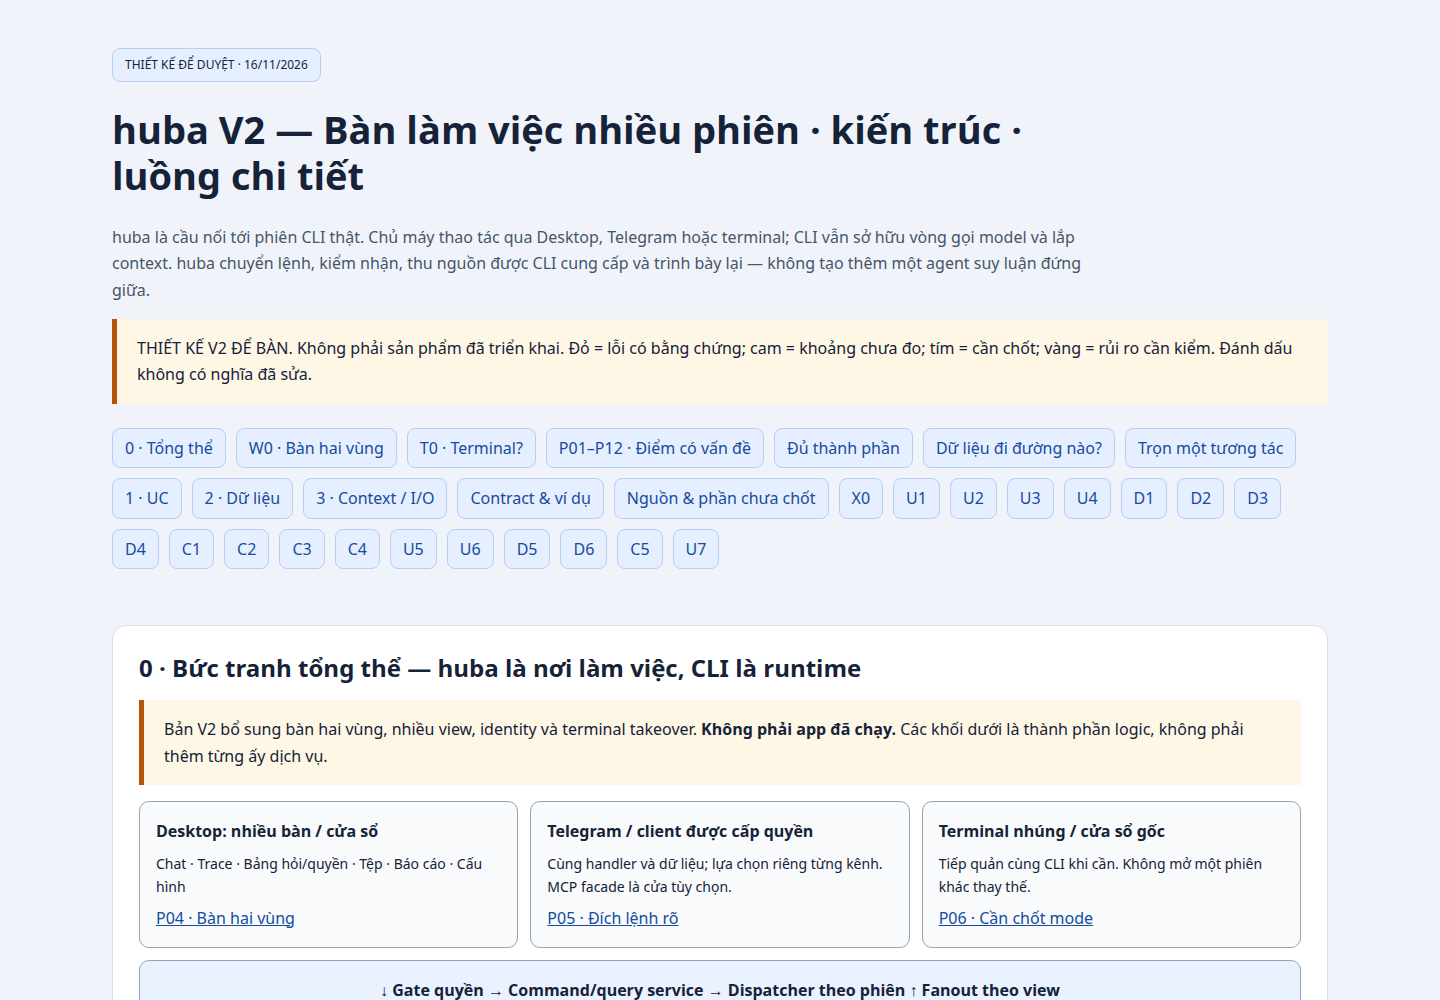 THIẾT KẾ ĐỂ DUYỆT · 16/11/2026
huba V2 — Bàn làm việc nhiều phiên · kiến trúc ·
luồng chi tiết
huba là cầu nối tới phiên CLI thật. Chủ máy thao tác qua Desktop, Telegram hoặc terminal; CLI vẫn sở hữu vòng gọi model và lắp
context. huba chuyển lệnh, kiểm nhận, thu nguồn được CLI cung cấp và trình bày lại — không tạo thêm một agent suy luận đứng
giữa.
THIẾT KẾ V2 ĐỂ BÀN. Không phải sản phẩm đã triển khai. Đỏ = lỗi có bằng chứng; cam = khoảng chưa đo; tím = cần chốt; vàng = rủi ro cần kiểm. Đánh dấu
không có nghĩa đã sửa.
0 · Tổng thể W0 · Bàn hai vùng T0 · Terminal? P01–P12 · Điểm có vấn đề Đủ thành phần Dữ liệu đi đường nào? Trọn một tương tác
1 · UC 2 · Dữ liệu 3 · Context / I/O Contract & ví dụ Nguồn & phần chưa chốt X0 U1 U2 U3 U4 D1 D2 D3
D4 C1 C2 C3 C4 U5 U6 D5 D6 C5 U7
0 · Bức tranh tổng thể — huba là nơi làm việc, CLI là runtime
Bản V2 bổ sung bàn hai vùng, nhiều view, identity và terminal takeover. Không phải app đã chạy. Các khối dưới là thành phần logic, không phải
thêm từng ấy dịch vụ.
Desktop: nhiều bàn / cửa sổ
Chat · Trace · Bảng hỏi/quyền · Tệp · Báo cáo · Cấu
hình
P04 · Bàn hai vùng
Telegram / client được cấp quyền
Cùng handler và dữ liệu; lựa chọn riêng từng kênh.
MCP facade là cửa tùy chọn.
P05 · Đích lệnh rõ
Terminal nhúng / cửa sổ gốc
Tiếp quản cùng CLI khi cần. Không mở một phiên
khác thay thế.
P06 · Cần chốt mode
↓ Gate quyền → Command/query service → Dispatcher theo phiên ↑ Fanout theo view